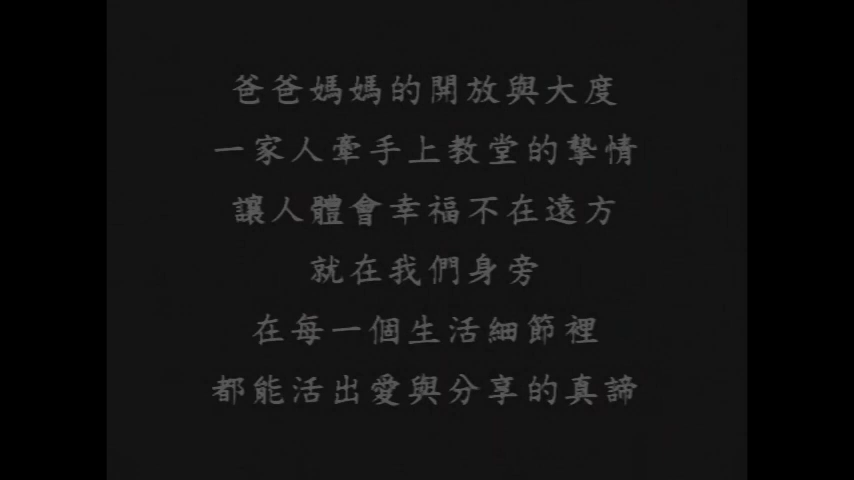 爸爸媽媽的開放與大度
一家人牽手上教堂的摯情
讓人體會幸福不在遠方
就在我們身旁
在每一個生活細節裡
都能活出愛與分享的真諦